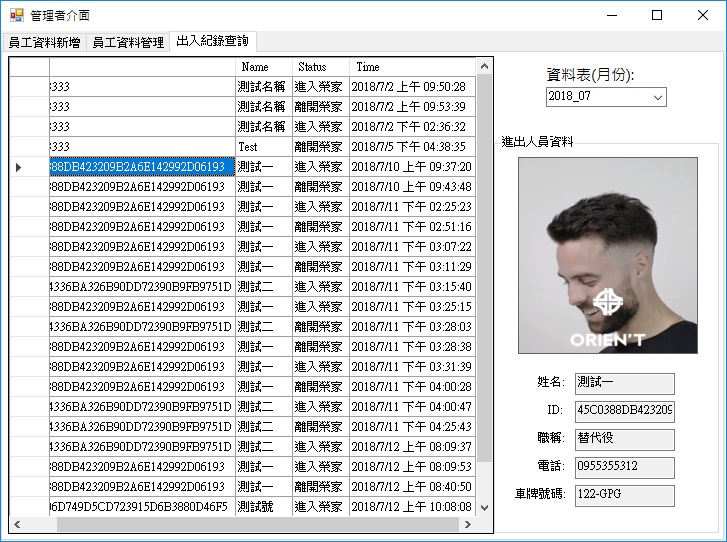 管理者介面
員工資料新增 員工資料管理 出入紀錄查詢
Name Status Time
3333 測試名稱 進入榮家 2018/7/2 上午 09:50:28
3333 測試名稱 離開榮家 2018/7/2 上午 09:53:39
3333 測試名稱 進入榮家 2018/7/2 下午 02:36:32
3333 Test 離開榮家 2018/7/5 下午 04:38:35
388DB423209B2A6E142992D06193 測試一 進入榮家 2018/7/10 上午 09:37:20
388DB423209B2A6E142992D06193 測試一 離開榮家 2018/7/10 上午 09:43:48
388DB423209B2A6E142992D06193 測試一 進入榮家 2018/7/11 下午 02:25:23
388DB423209B2A6E142992D06193 測試一 離開榮家 2018/7/11 下午 02:51:16
388DB423209B2A6E142992D06193 測試一 進入榮家 2018/7/11 下午 03:07:22
388DB423209B2A6E142992D06193 測試一 離開榮家 2018/7/11 下午 03:11:29
4336BA326B90DD72390B9FB9751D 測試二 進入榮家 2018/7/11 下午 03:15:40
388DB423209B2A6E142992D06193 測試一 進入榮家 2018/7/11 下午 03:25:15
4336BA326B90DD72390B9FB9751D 測試二 離開榮家 2018/7/11 下午 03:28:03
388DB423209B2A6E142992D06193 測試一 離開榮家 2018/7/11 下午 03:28:38
388DB423209B2A6E142992D06193 測試一 進入榮家 2018/7/11 下午 03:31:39
388DB423209B2A6E142992D06193 測試一 離開榮家 2018/7/11 下午 04:00:28
4336BA326B90DD72390B9FB9751D 測試二 進入榮家 2018/7/11 下午 04:00:47
4336BA326B90DD72390B9FB9751D 測試二 離開榮家 2018/7/11 下午 04:25:43
4336BA326B90DD72390B9FB9751D 測試二 進入榮家 2018/7/12 上午 08:09:37
388DB423209B2A6E142992D06193 測試一 進入榮家 2018/7/12 上午 08:09:53
388DB423209B2A6E142992D06193 測試一 離開榮家 2018/7/12 上午 08:40:50
06D749D5CD723915D6B3880D46F5 測試號 進入榮家 2018/7/12 上午 10:08:08
資料表(月份):
2018_07
進出人員資料
ORIEN'T
姓名: 測試一
ID: 45C0388DB423209
職稱: 替代役
電話: 0955355312
車牌號碼: 122-GPG